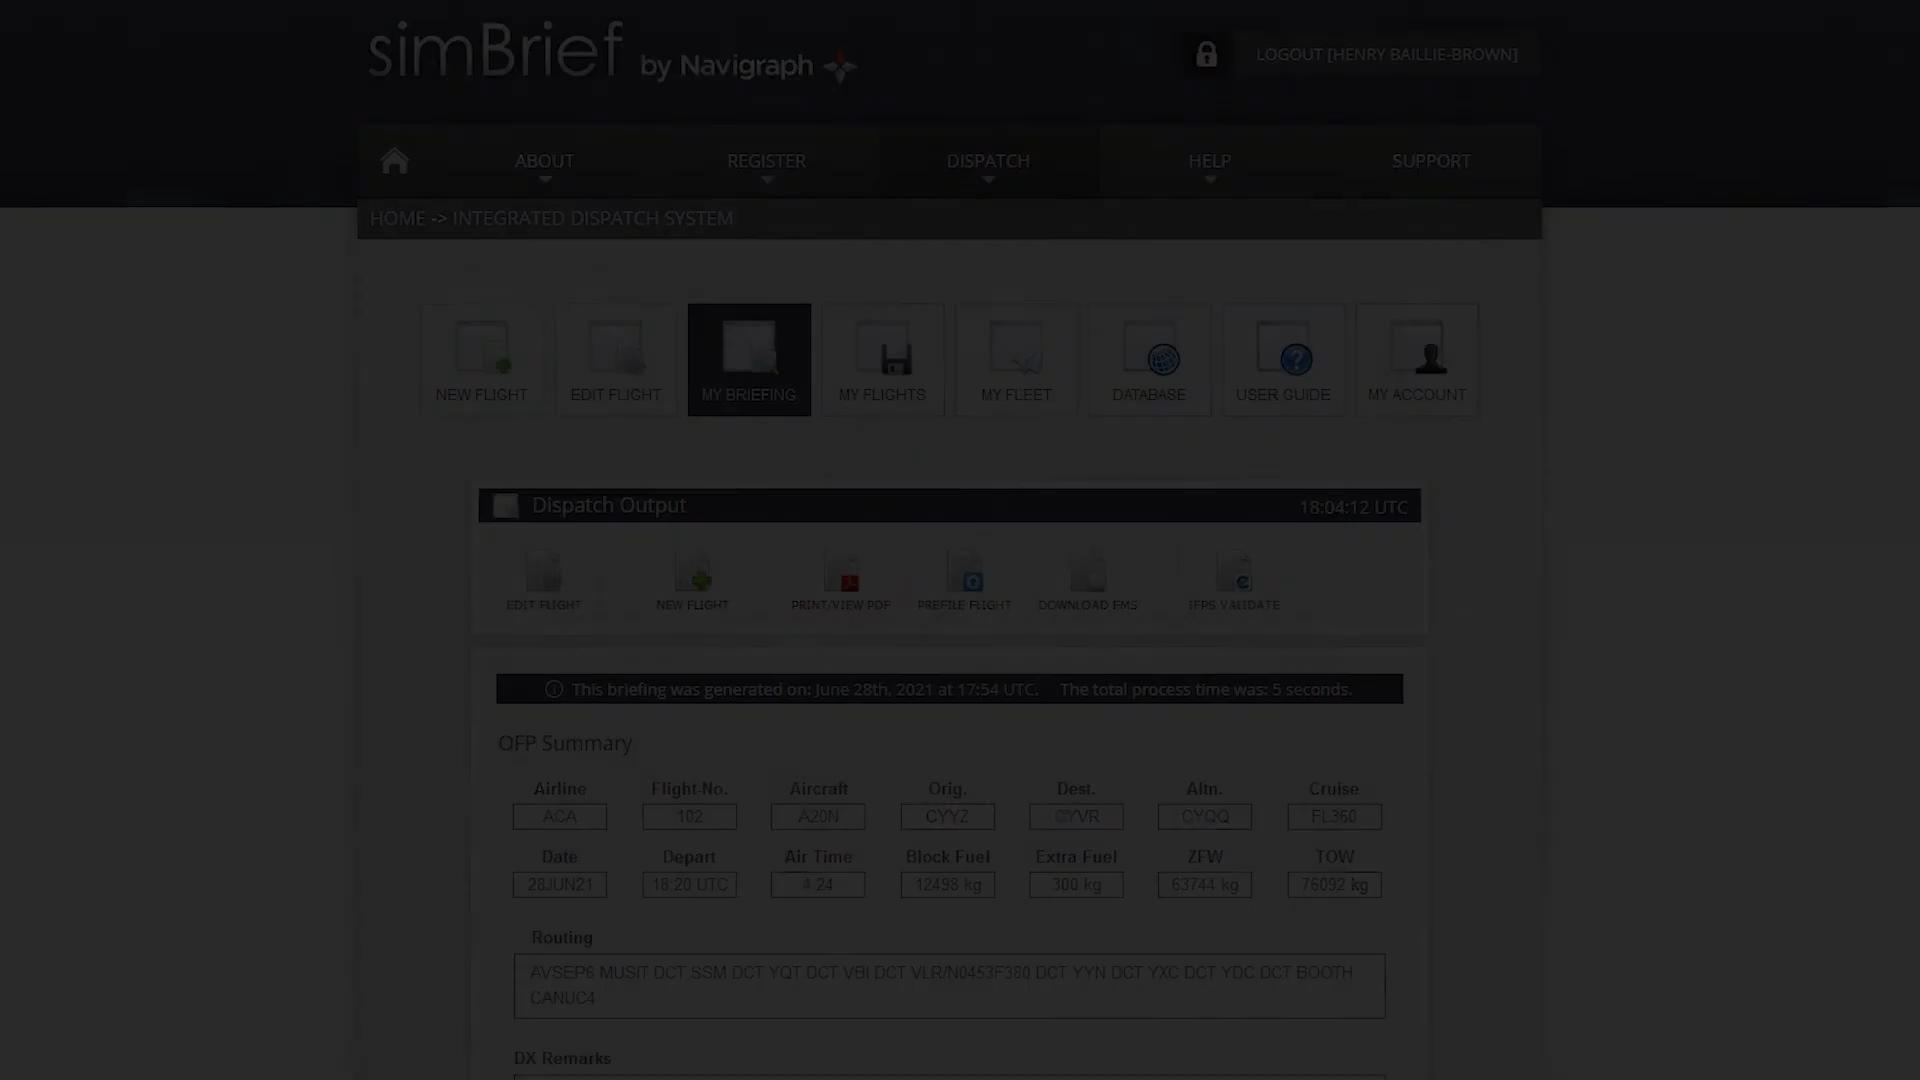 simBrief by Navigraph
LOGOUT [HENRY BAILLIE-BROWN]
ABOUT REGISTER DISPATCH HELP SUPPORT
HOME -> INTEGRATED DISPATCH SYSTEM
NEW FLIGHT EDIT FLIGHT MY BRIEFING MY FLIGHTS MY FLEET DATABASE USER GUIDE MY ACCOUNT
Dispatch Output 18:04:12 UTC
EDIT FLIGHT NEW FLIGHT PRINT/VIEW PDF PREFILE FLIGHT DOWNLOAD FMS IFPS VALIDATE
This briefing was generated on: June 28th, 2021 at 17:54 UTC. The total process time was: 5 seconds.
OFP Summary
Airline Flight-No. Aircraft Orig. Dest. Altn. Cruise
ACA 102 A20N CYYZ CYVR CYQQ FL360
Date Depart Air Time Block Fuel Extra Fuel ZFW TOW
28JUN21 18:20 UTC 4:24 12498 kg 300 kg 63744 kg 76092 kg
Routing
AVSEP6 MUSIT DCT SSM DCT YQT DCT VBI DCT VLR/N0453F380 DCT YYN DCT YXC DCT YDC DCT BOOTH
CANUC4
DX Remarks